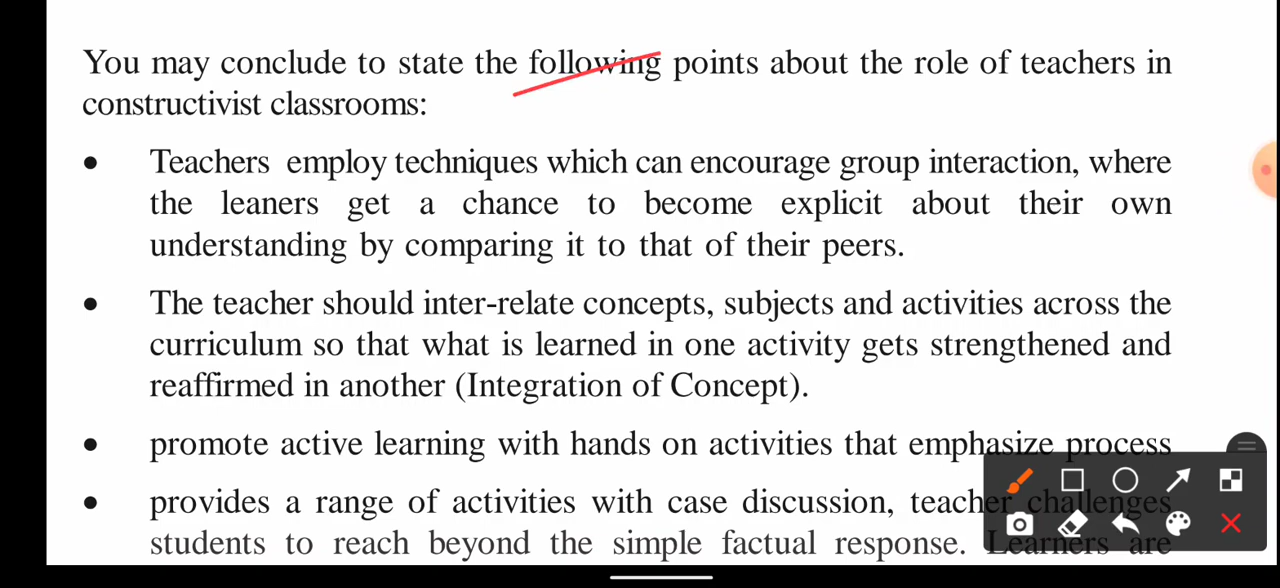 You may conclude to state the following points about the role of teachers in
constructivist classrooms:
• Teachers employ techniques which can encourage group interaction, where
the leaners get a chance to become explicit about their own
understanding by comparing it to that of their peers.
• The teacher should inter-relate concepts, subjects and activities across the
curriculum so that what is learned in one activity gets strengthened and
reaffirmed in another (Integration of Concept).
• promote active learning with hands on activities that emphasize process
• provides a range of activities with case discussion, teacher challenges
students to reach beyond the simple factual response. Learners are